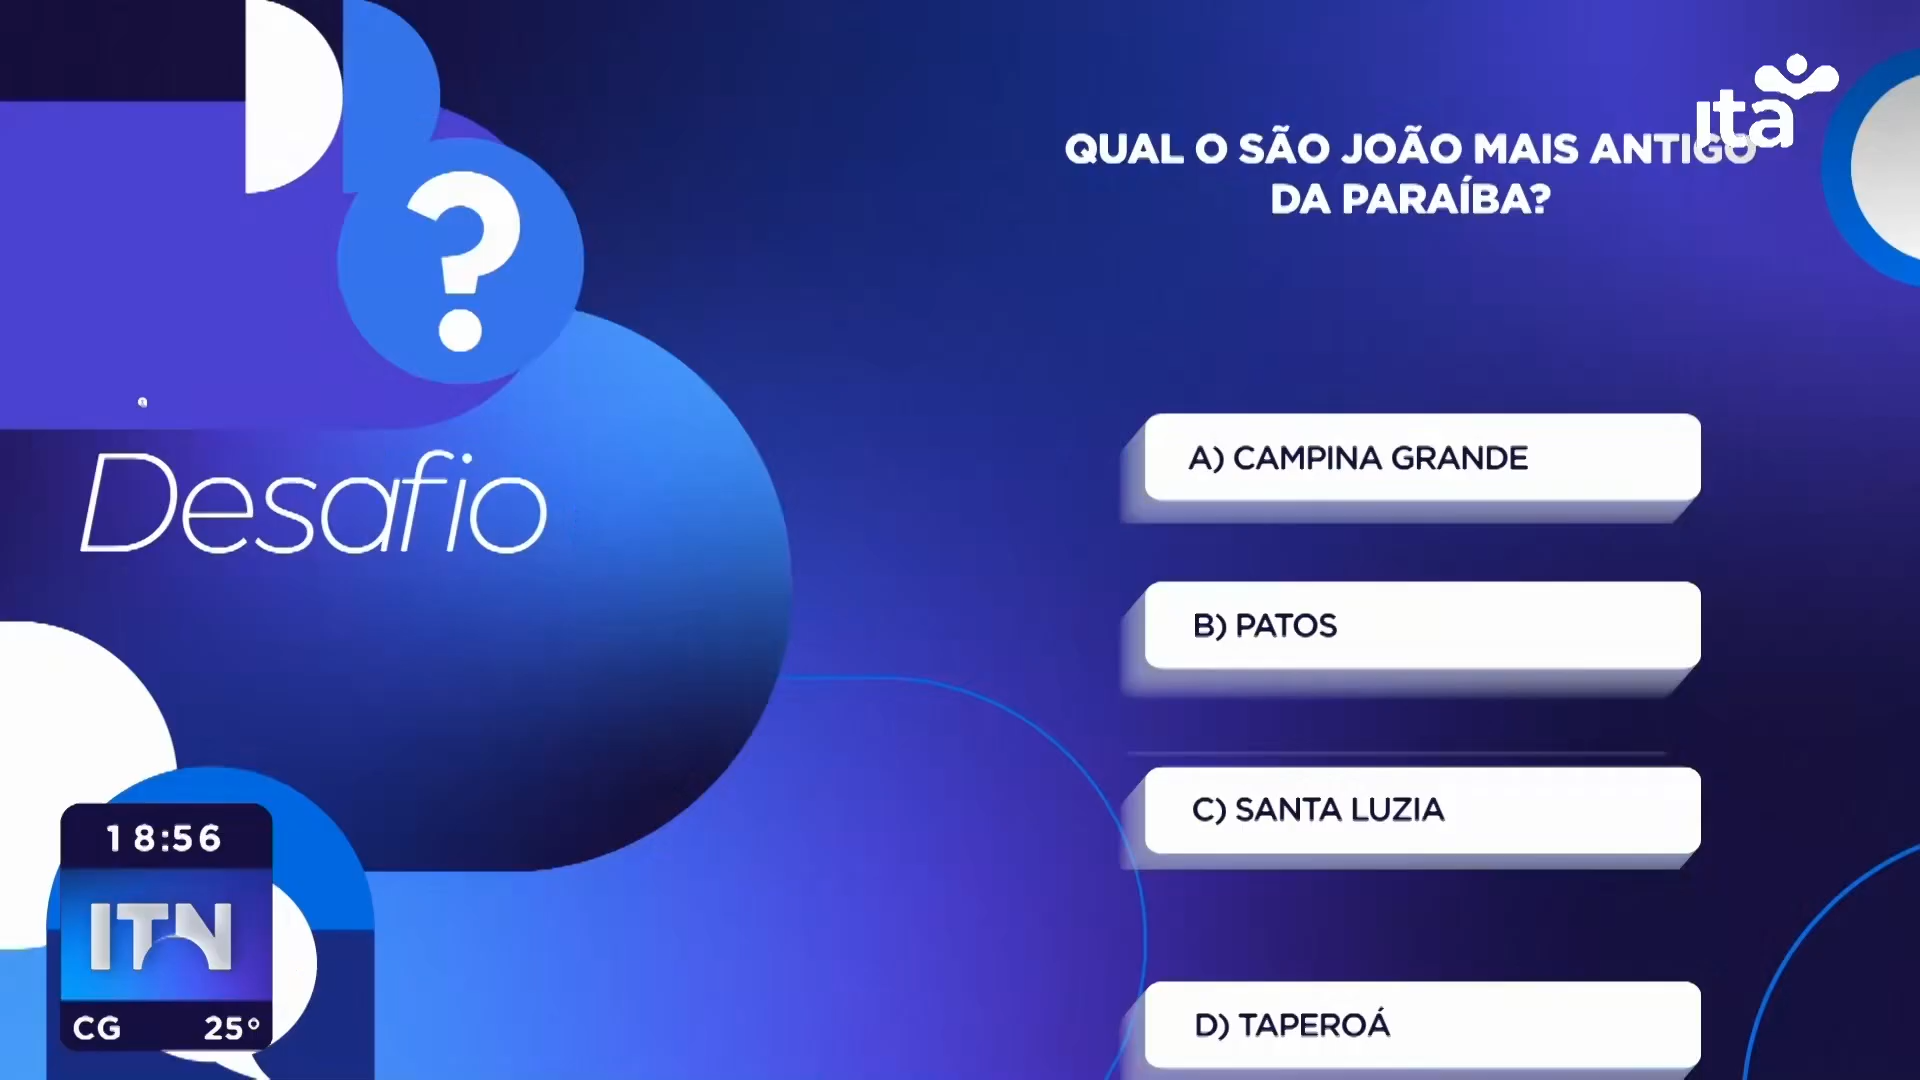 ita
QUAL O SÃO JOÃO MAIS ANTIGO
DA PARAÍBA?
?
Desafio
A) CAMPINA GRANDE
B) PATOS
C) SANTA LUZIA
D) TAPEROÁ
18:56
ITN
CG 25°